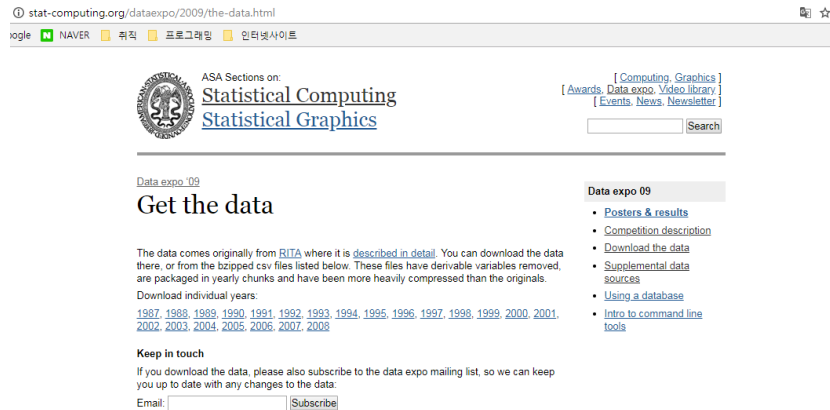 stat-computing.org/dataexpo/2009/the-data.html
oogle NAVER 취직 프로그래밍 인터넷사이트
ASA Sections on:
Statistical Computing
Statistical Graphics
[ Computing, Graphics ]
[ Awards, Data expo, Video library ]
[ Events, News, Newsletter ]
Search
Data expo '09
Get the data
The data comes originally from RITA where it is described in detail. You can download the data
there, or from the bzipped csv files listed below. These files have derivable variables removed,
are packaged in yearly chunks and have been more heavily compressed than the originals.
Download individual years:
1987, 1988, 1989, 1990, 1991, 1992, 1993, 1994, 1995, 1996, 1997, 1998, 1999, 2000, 2001,
2002, 2003, 2004, 2005, 2006, 2007, 2008
Keep in touch
If you download the data, please also subscribe to the data expo mailing list, so we can keep
you up to date with any changes to the data:
Email: Subscribe
Data expo 09
• Posters & results
• Competition description
• Download the data
• Supplemental data
sources
• Using a database
• Intro to command line
tools